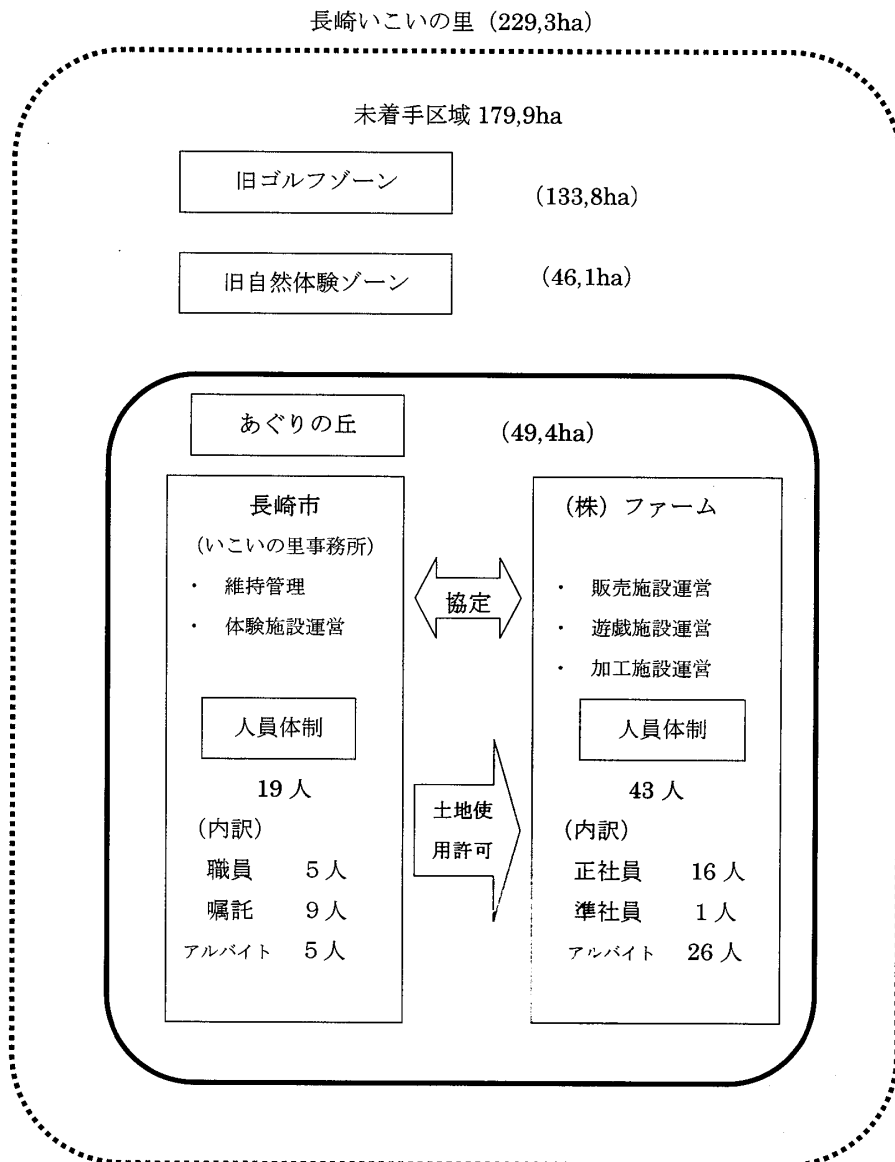 長崎いこいの里（229,3ha）
未着手区域 179,9ha
旧ゴルフゾーン （133,8ha）
旧自然体験ゾーン （46,1ha）
あぐりの丘 （49,4ha）
長崎市
（いこいの里事務所）
・ 維持管理
・ 体験施設運営
人員体制
19 人
（内訳）
職員 5 人
嘱託 9 人
アルバイト 5 人
協定
土地使
用許可
（株）ファーム
・ 販売施設運営
・ 遊戯施設運営
・ 加工施設運営
人員体制
43 人
（内訳）
正社員 16 人
準社員 1 人
アルバイト 26 人